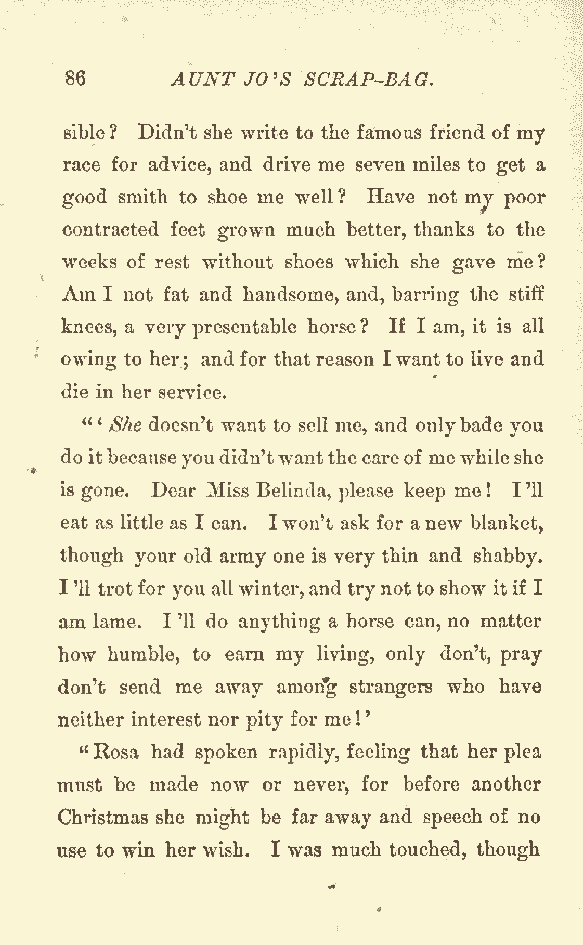 86 AUNT JO'S SCRAP-BAG.
sible? Didn't she write to the famous friend of my
race for advice, and drive me seven miles to get a
good smith to shoe me well? Have not my poor
contracted feet grown much better, thanks to the
weeks of rest without shoes which she gave me?
Am I not fat and handsome, and, barring the stiff
knees, a very presentable horse? If I am, it is all
owing to her; and for that reason I want to live and
die in her service.
"'She doesn't want to sell me, and only bade you
do it because you didn't want the care of me while she
is gone. Dear Miss Belinda, please keep me! I'll
eat as little as I can. I won't ask for a new blanket,
though your old army one is very thin and shabby.
I'll trot for you all winter, and try not to show it if I
am lame. I'll do anything a horse can, no matter
how humble, to earn my living, only don't, pray
don't send me away among strangers who have
neither interest nor pity for me!'
"Rosa had spoken rapidly, feeling that her plea
must be made now or never, for before another
Christmas she might be far away and speech of no
use to win her wish. I was much touched, though